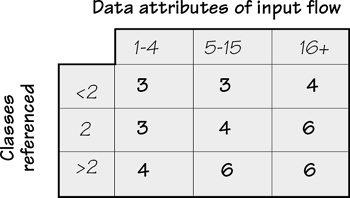 Data attributes of input flow
Classes
referenced
1-4 5-15 16+
<2 3 3 4
2 3 4 6
>2 4 6 6